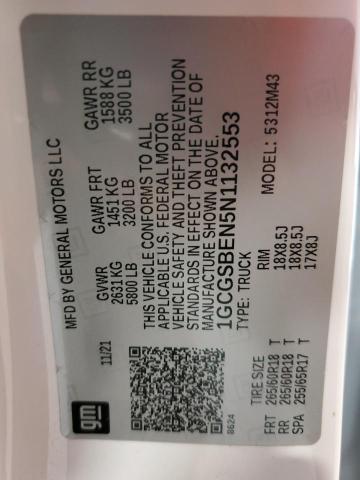 gm
MFD BY GENERAL MOTORS LLC
11/21
GVWR GAWR FRT GAWR RR
2631 KG 1451 KG 1588 KG
5800 LB 3200 LB 3500 LB
THIS VEHICLE CONFORMS TO ALL
APPLICABLE U.S. FEDERAL MOTOR
VEHICLE SAFETY AND THEFT PREVENTION
STANDARDS IN EFFECT ON THE DATE OF
MANUFACTURE SHOWN ABOVE.
1GCGSBEN5N1132553
TYPE: TRUCK MODEL: 5312M43
8624
TIRE SIZE RIM
FRT 265/60R18 T 18X8.5J
RR 265/60R18 T 18X8.5J
SPA 255/65R17 T 17X8J